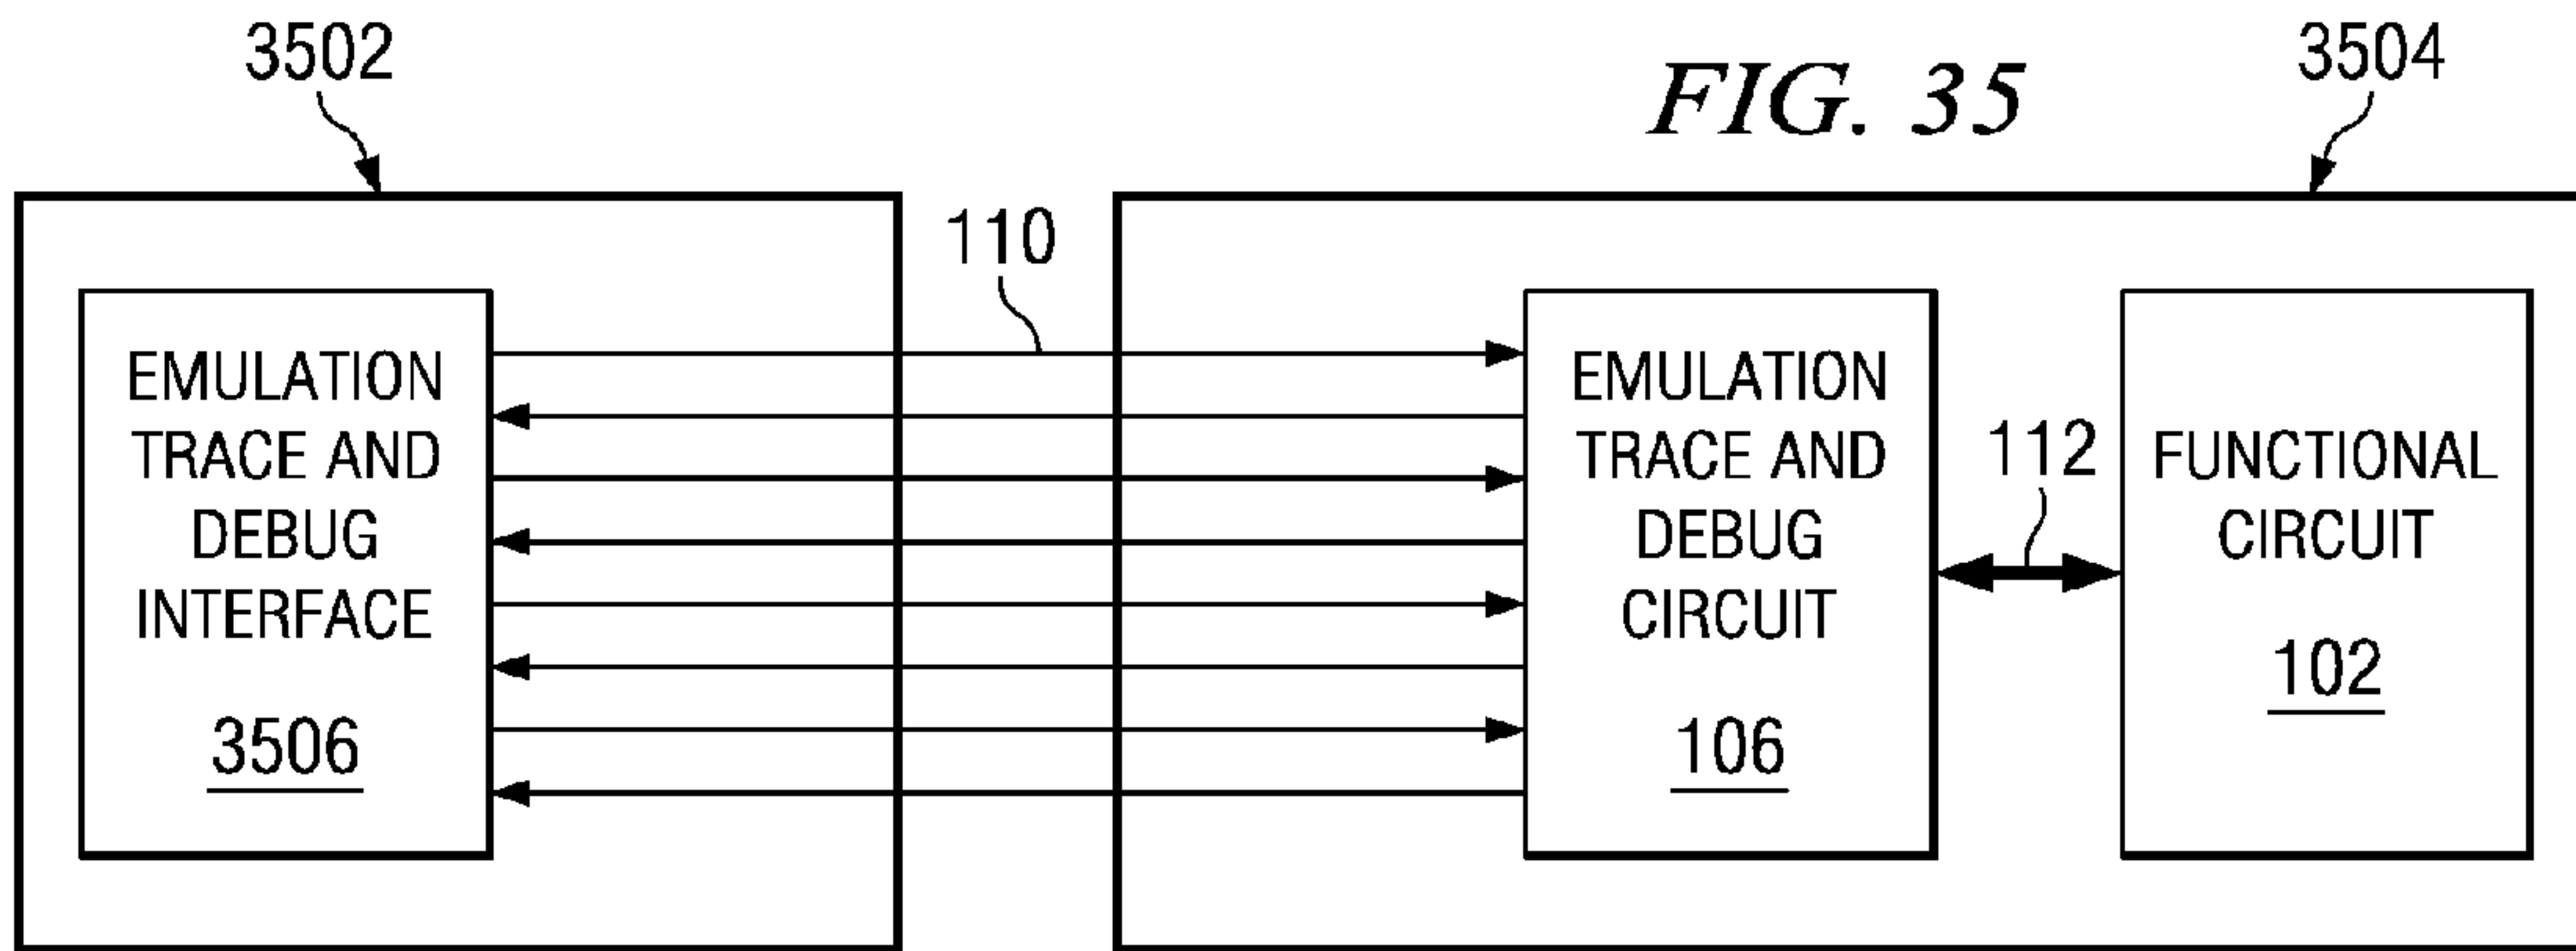 3502
FIG. 35
3504
110
EMULATION
TRACE AND
DEBUG
INTERFACE
3506
EMULATION
TRACE AND
DEBUG
CIRCUIT
106
112
FUNCTIONAL
CIRCUIT
102